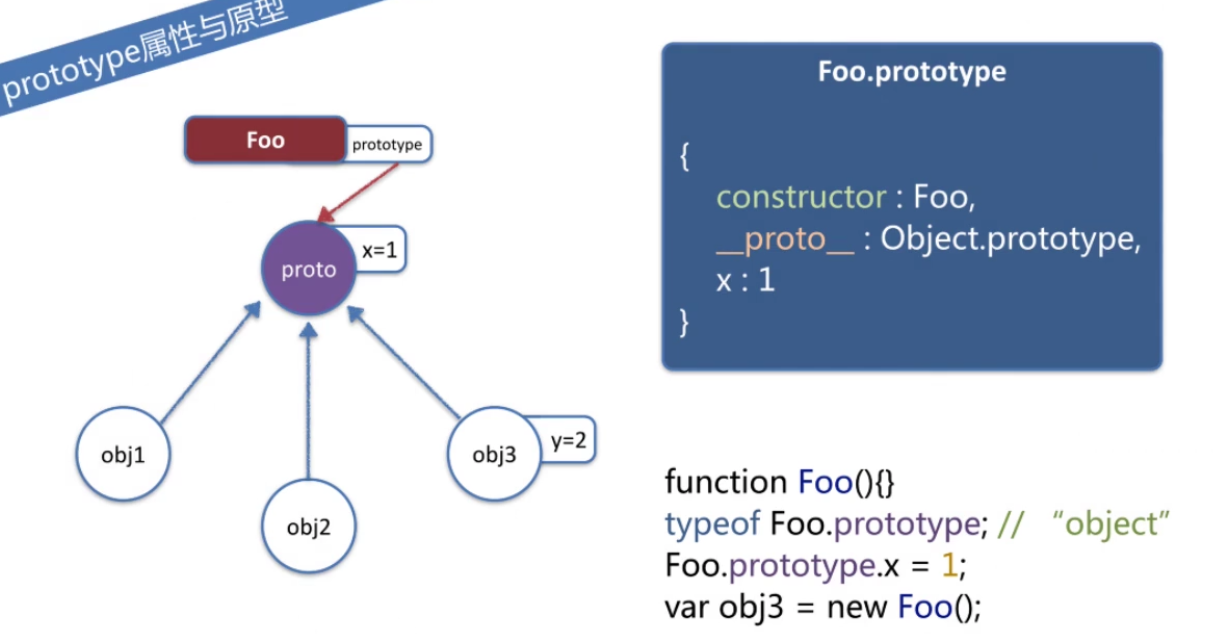 prototype属性与原型
Foo
prototype
proto
x=1
obj1
obj2
obj3
y=2
Foo.prototype
{
constructor : Foo,
__proto__ : Object.prototype,
x : 1
}
function Foo(){}
typeof Foo.prototype; // “object”
Foo.prototype.x = 1;
var obj3 = new Foo();